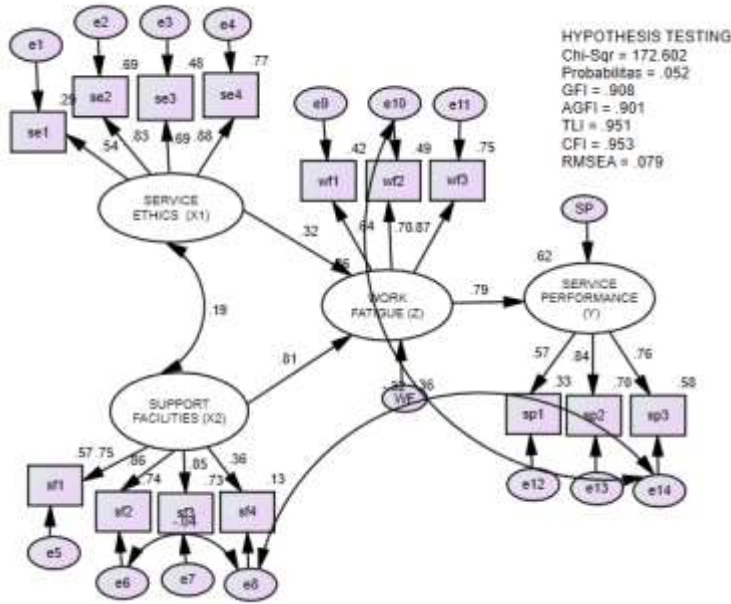 HYPOTHESIS TESTING
Chi-Sqr = 172.602
Probabilitas = .052
GFI = .908
AGFI = .901
TLI = .951
CFI = .953
RMSEA = .079
e1
e2
e3
e4
.29
.69
.48
.77
se1
se2
se3
se4
.54
.83
.69
.88
SERVICE
ETHICS (X1)
e9
e10
e11
.42
.49
.75
wf1
wf2
wf3
.64
.70
.87
.32
WORK
FATIGUE (Z)
.79
SP
.62
SERVICE
PERFORMANCE
(Y)
.19
.81
WF
.36
SUPPORT
FACILITIES (X2)
.57
.84
.76
.33
.70
.58
sp1
sp2
sp3
e12
e13
e14
.57
.75
.86
.85
.36
.74
.73
.13
sf1
sf2
sf3
sf4
-.04
e5
e6
e7
e8